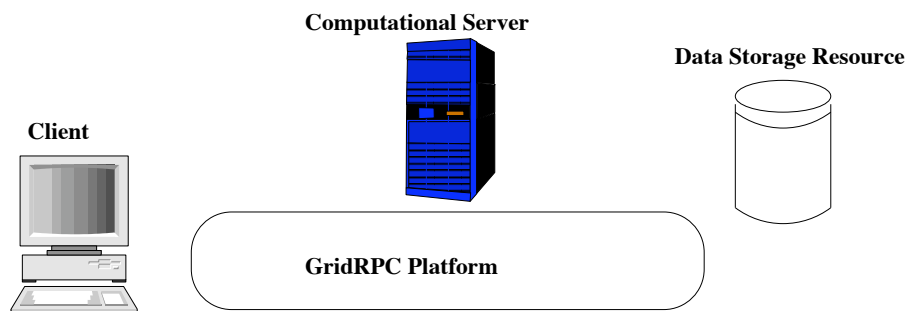 Computational Server
Data Storage Resource
Client
GridRPC Platform